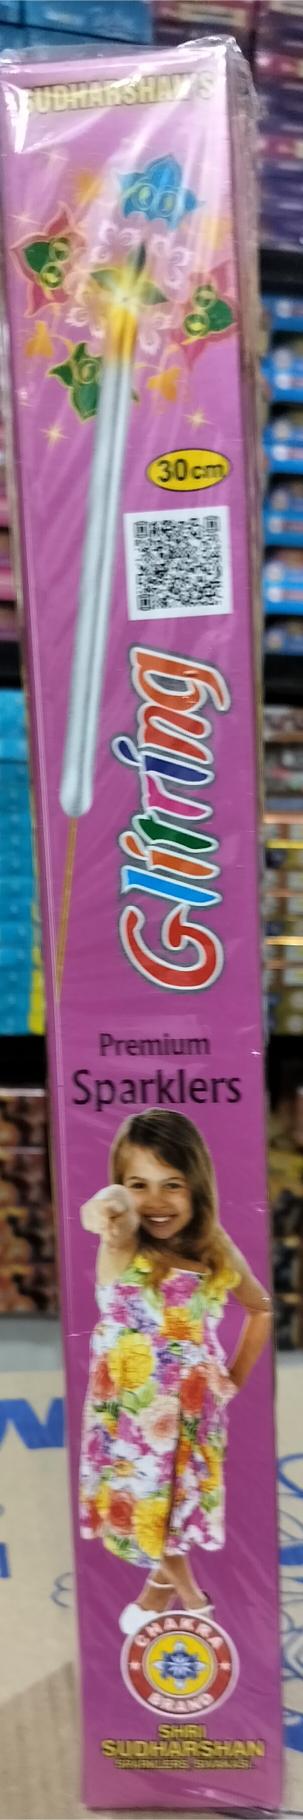 SUDHARSHAN'S
30cm
Glitring
Premium
Sparklers
CHAKRA
BRAND
SHRI
SUDHARSHAN
SPARKLERS, SIVAKASI.